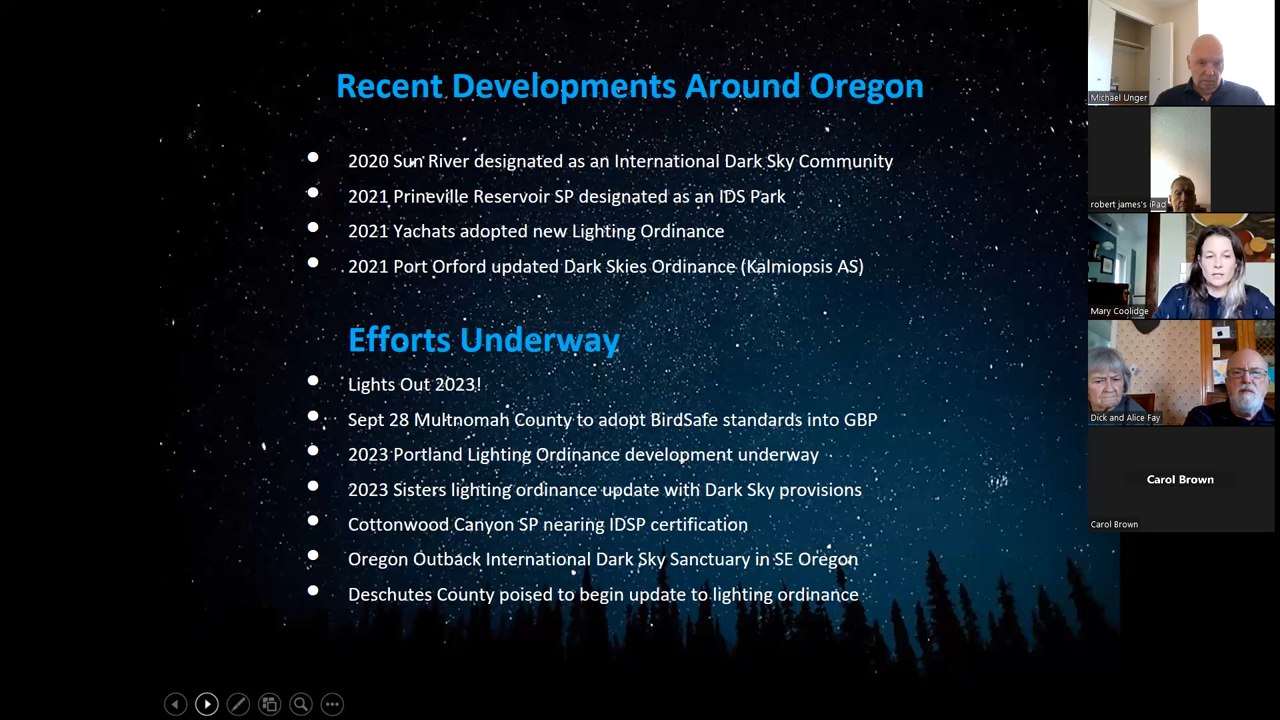 Recent Developments Around Oregon
2020 Sun River designated as an International Dark Sky Community
2021 Prineville Reservoir SP designated as an IDS Park
2021 Yachats adopted new Lighting Ordinance
2021 Port Orford updated Dark Skies Ordinance (Kalmiopsis AS)
Efforts Underway
Lights Out 2023!
Sept 28 Multnomah County to adopt BirdSafe standards into GBP
2023 Portland Lighting Ordinance development underway
2023 Sisters lighting ordinance update with Dark Sky provisions
Cottonwood Canyon SP nearing IDSP certification
Oregon Outback International Dark Sky Sanctuary in SE Oregon
Deschutes County poised to begin update to lighting ordinance
Michael Unger
robert james's iPad
Mary Coolidge
Dick and Alice Fay
Carol Brown
Carol Brown